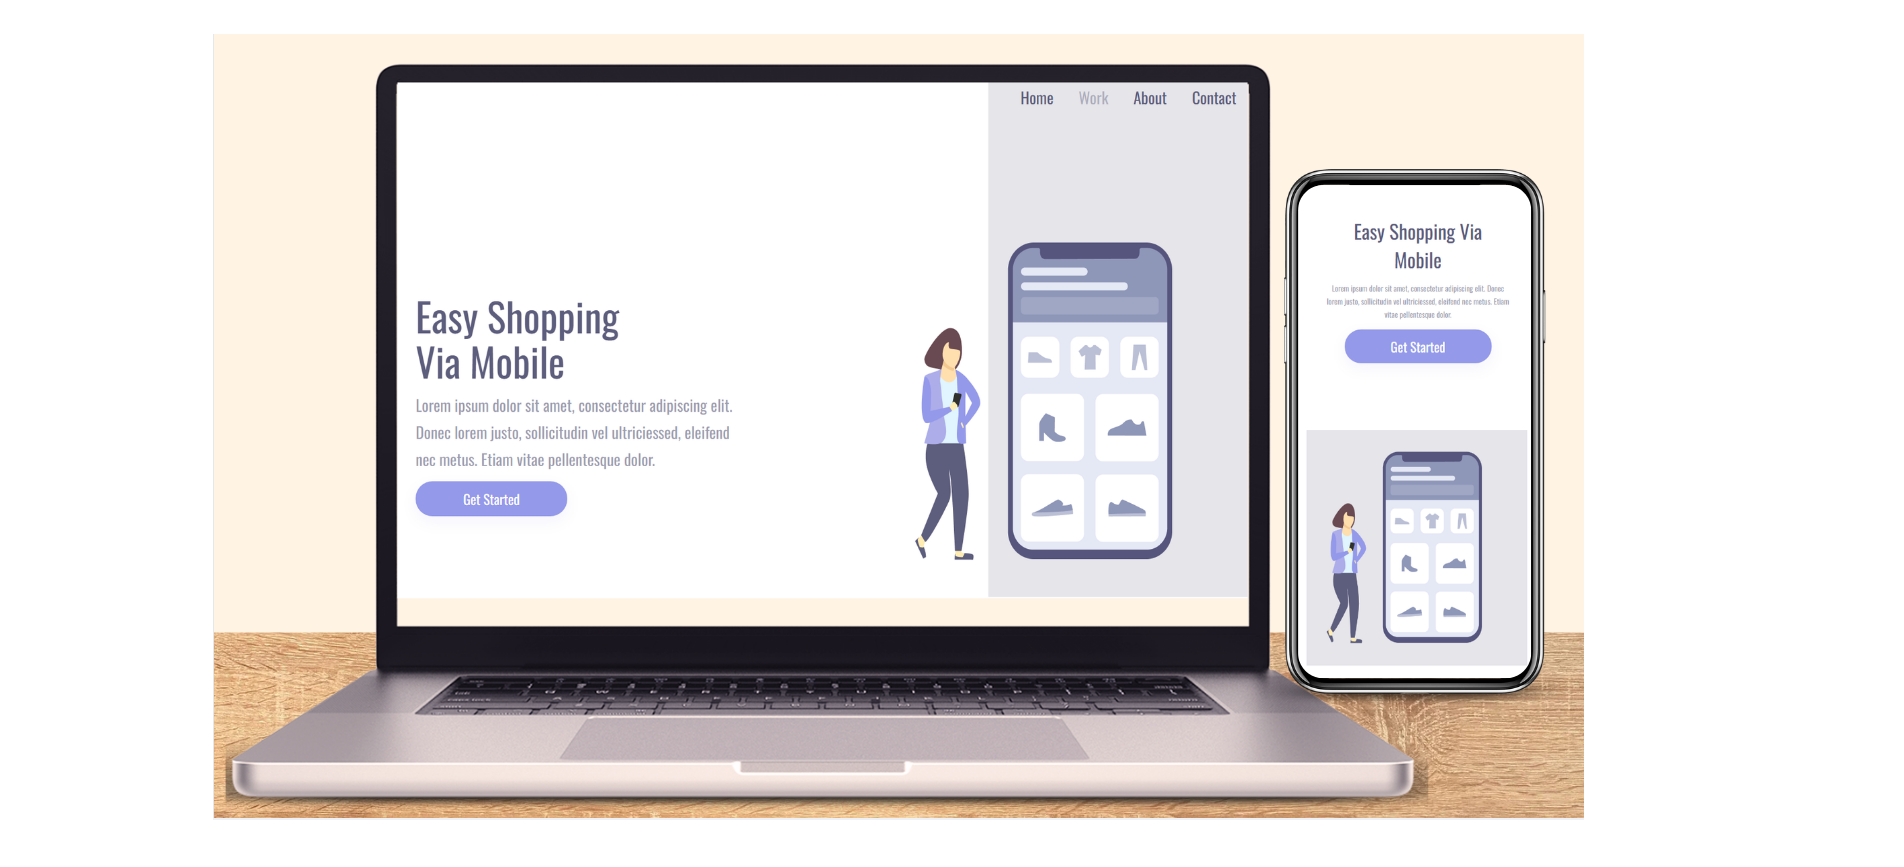 Home Work About Contact
Easy Shopping
Via Mobile
Lorem ipsum dolor sit amet, consectetur adipiscing elit.
Donec lorem justo, sollicitudin vel ultriciessed, eleifend
nec metus. Etiam vitae pellentesque dolor.
Get Started
Easy Shopping Via
Mobile
Lorem ipsum dolor sit amet, consectetur adipiscing elit. Donec
lorem justo, sollicitudin vel ultriciessed, eleifend nec metus. Etiam
vitae pellentesque dolor.
Get Started